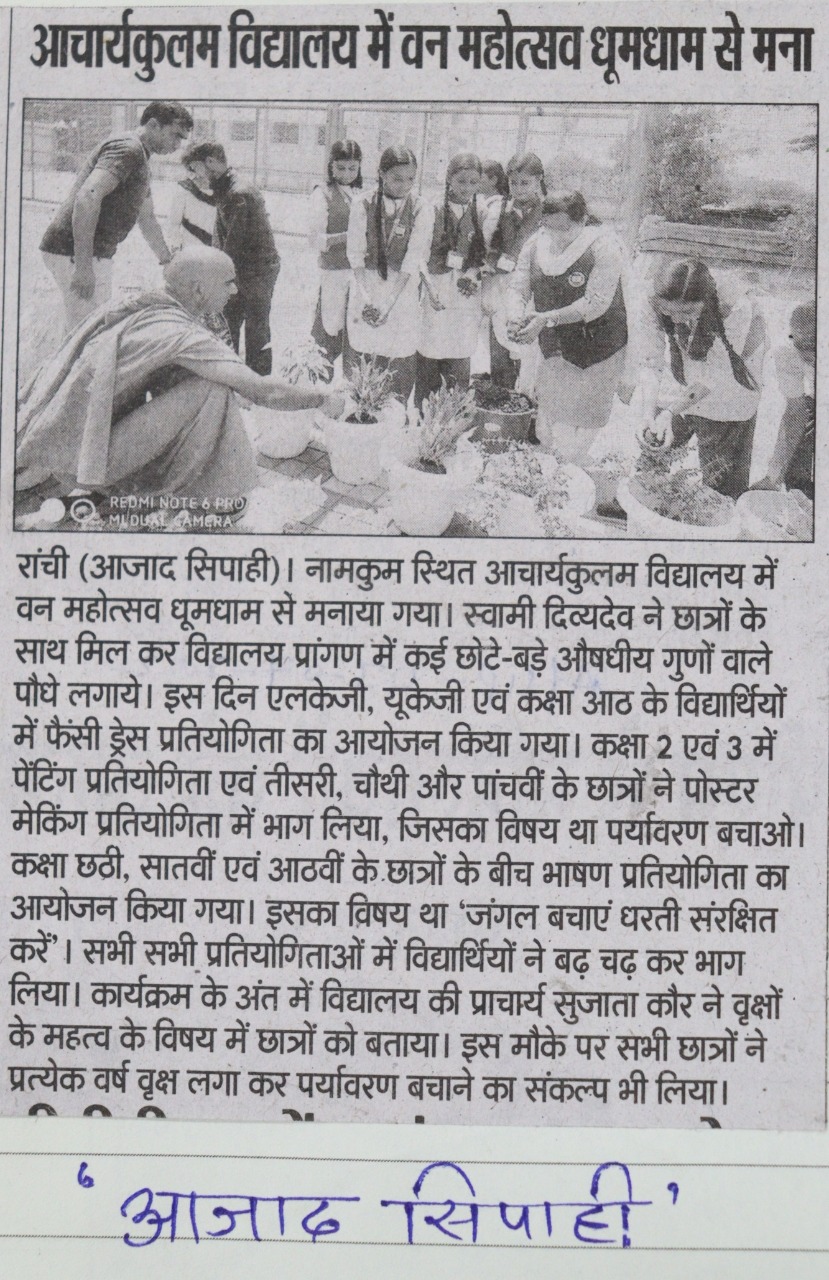 आचार्यकुलम विद्यालय में वन महोत्सव धूमधाम से मना
REDMI NOTE 6 PRO
MI DUAL CAMERA
रांची (आजाद सिपाही)। नामकुम स्थित आचार्यकुलम विद्यालय में
वन महोत्सव धूमधाम से मनाया गया। स्वामी दिव्यदेव ने छात्रों के
साथ मिल कर विद्यालय प्रांगण में कई छोटे-बड़े औषधीय गुणों वाले
पौधे लगाये। इस दिन एलकेजी, यूकेजी एवं कक्षा आठ के विद्यार्थियों
में फैंसी ड्रेस प्रतियोगिता का आयोजन किया गया। कक्षा 2 एवं 3 में
पेंटिंग प्रतियोगिता एवं तीसरी, चौथी और पांचवीं के छात्रों ने पोस्टर
मेकिंग प्रतियोगिता में भाग लिया, जिसका विषय था पर्यावरण बचाओ।
कक्षा छठी, सातवीं एवं आठवीं के छात्रों के बीच भाषण प्रतियोगिता का
आयोजन किया गया। इसका विषय था ‘जंगल बचाएं धरती संरक्षित
करें’। सभी सभी प्रतियोगिताओं में विद्यार्थियों ने बढ़ चढ़ कर भाग
लिया। कार्यक्रम के अंत में विद्यालय की प्राचार्य सुजाता कौर ने वृक्षों
के महत्व के विषय में छात्रों को बताया। इस मौके पर सभी छात्रों ने
प्रत्येक वर्ष वृक्ष लगा कर पर्यावरण बचाने का संकल्प भी लिया।
‘आजाद सिपाही’